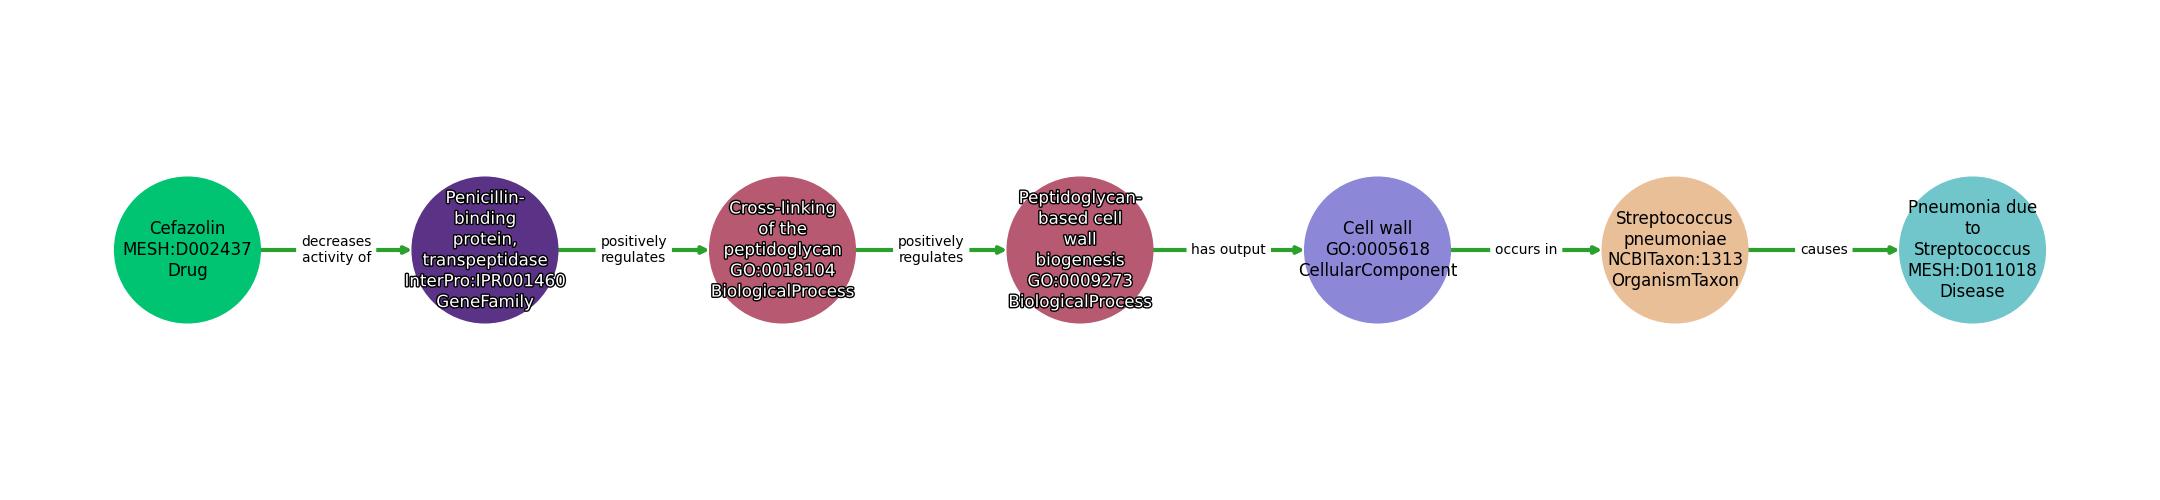 Cefazolin
MESH:D002437
Drug
decreases
activity of
Penicillin-
binding
protein,
transpeptidase
InterPro:IPR001460
GeneFamily
positively
regulates
Cross-linking
of the
peptidoglycan
GO:0018104
BiologicalProcess
positively
regulates
Peptidoglycan-
based cell
wall
biogenesis
GO:0009273
BiologicalProcess
has output
Cell wall
GO:0005618
CellularComponent
occurs in
Streptococcus
pneumoniae
NCBITaxon:1313
OrganismTaxon
causes
Pneumonia due
to
Streptococcus
MESH:D011018
Disease